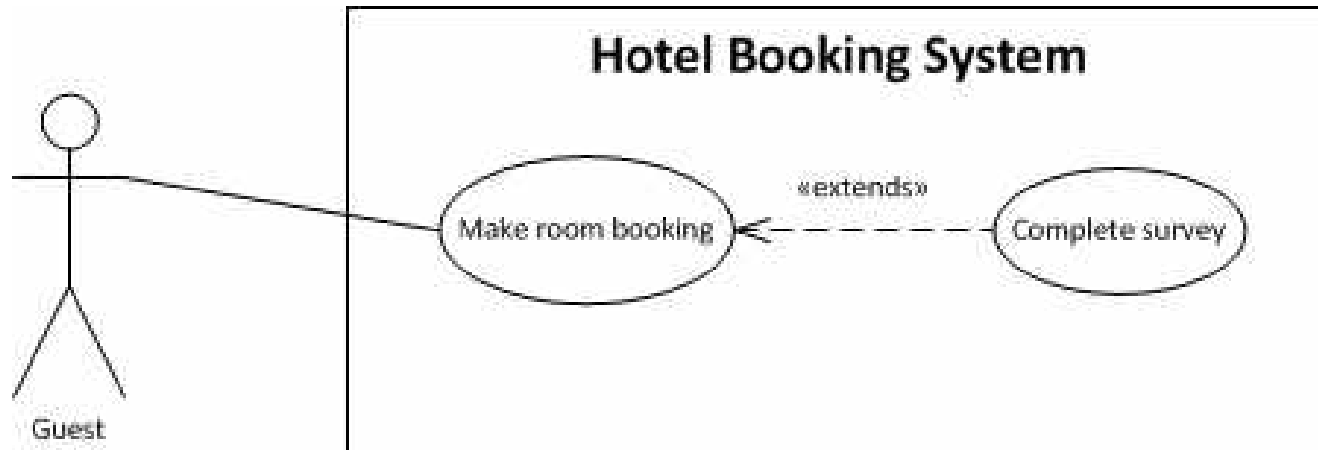 Hotel Booking System
«extends»
Make room booking
Complete survey
Guest